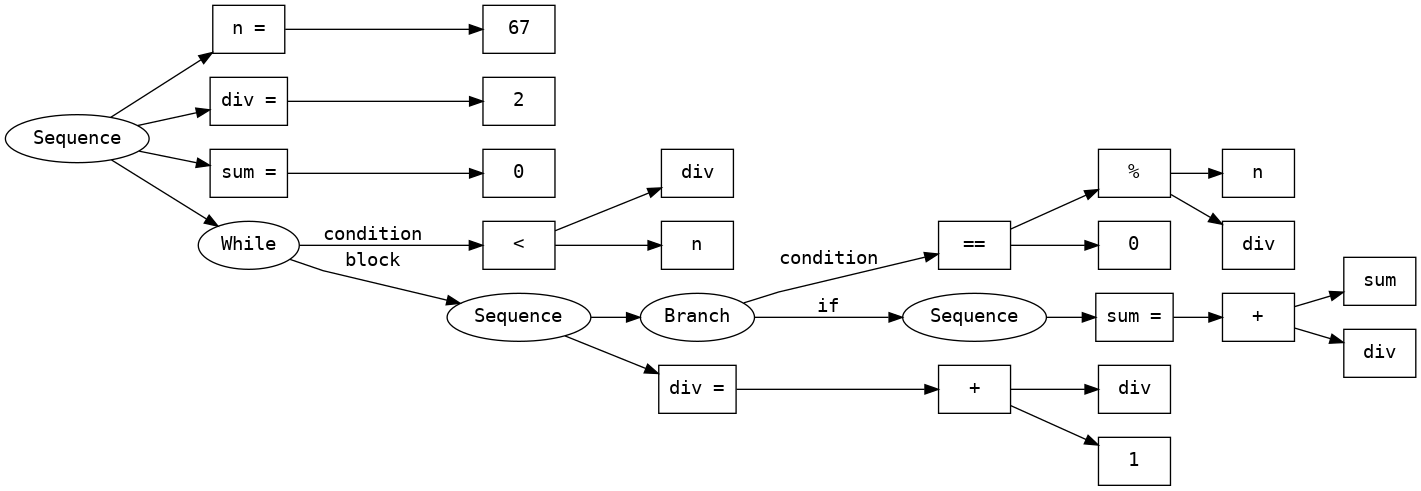 n =
67
div =
2
Sequence
sum =
0
div
%
n
While
condition
block
<
n
condition
==
0
div
Sequence
Branch
if
Sequence
sum =
+
sum
div
div =
+
div
1